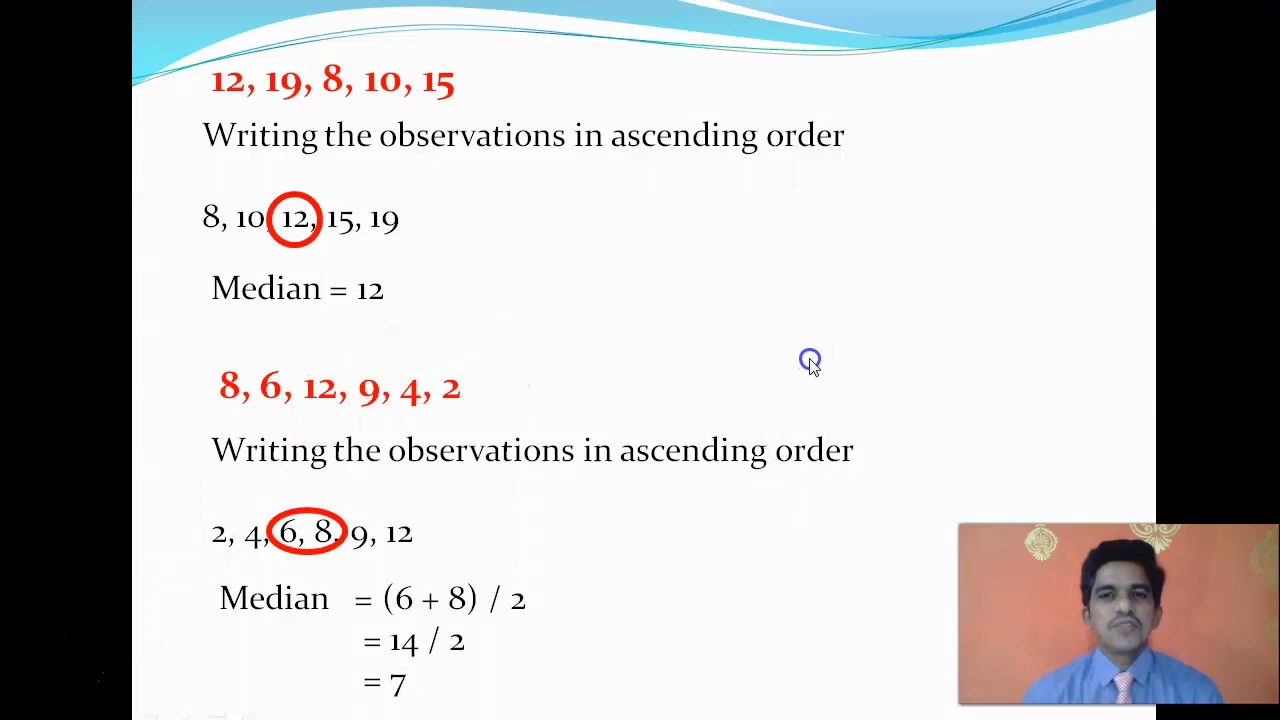 12, 19, 8, 10, 15
Writing the observations in ascending order
8, 10, 12, 15, 19
Median = 12
8, 6, 12, 9, 4, 2
Writing the observations in ascending order
2, 4, 6, 8, 9, 12
Median = (6 + 8) / 2
= 14 / 2
= 7